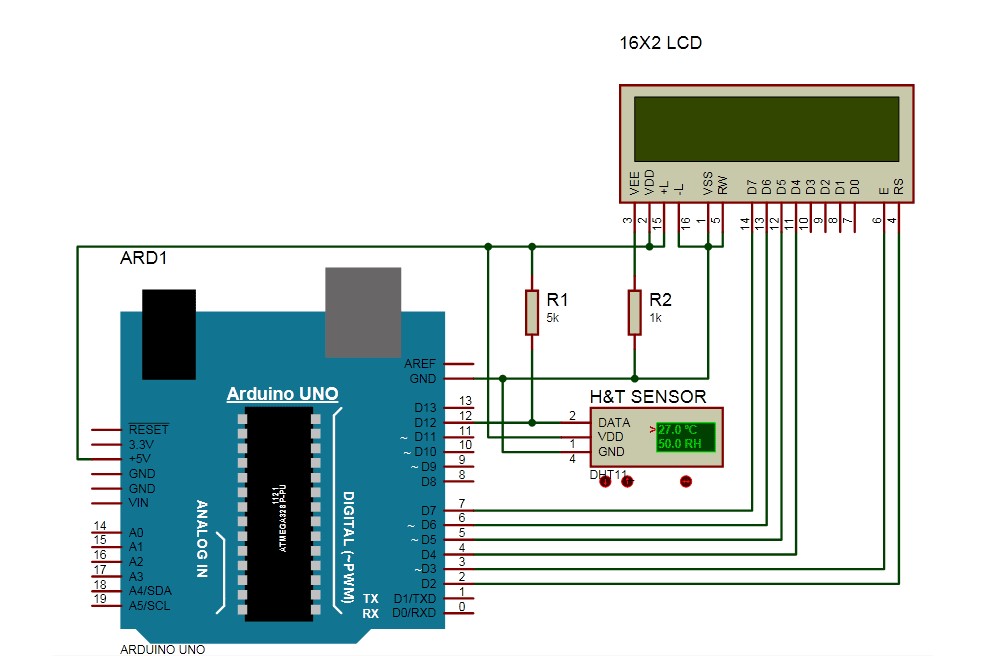 16X2 LCD
VEE
VDD
+L
-L
VSS
RW
D7
D6
D5
D4
D3
D2
D1
D0
E
RS
3
2
15
16
1
5
14
13
12
11
10
9
8
7
6
4
ARD1
R1
5k
R2
1k
H&T SENSOR
2
DATA
VDD
1
GND
4
>27.0 °C
50.0 RH
DHT11
Arduino UNO
AREF
GND
D13 13
D12 12
~ D11 11
~ D10 10
~ D9 9
D8 8
D7 7
~ D6 6
~ D5 5
D4 4
~D3 3
D2 2
TX D1/TXD 1
RX D0/RXD 0
RESET
3.3V
+5V
GND
GND
VIN
14 A0
15 A1
16 A2
17 A3
18 A4/SDA
19 A5/SCL
ANALOG IN
1121
ATMEGA328P-PU
DIGITAL (~PWM)
ARDUINO UNO